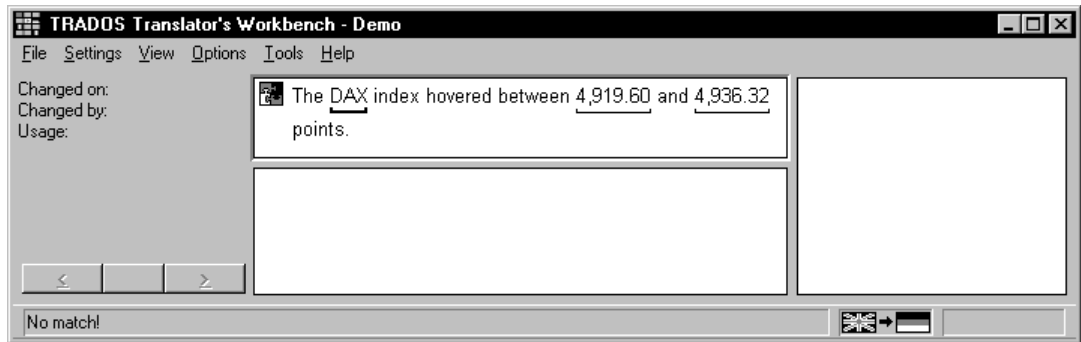 TRADOS Translator's Workbench - Demo
File Settings View Options Tools Help
Changed on:
Changed by:
Usage:
The DAX index hovered between 4,919.60 and 4,936.32
points.
< >
No match!